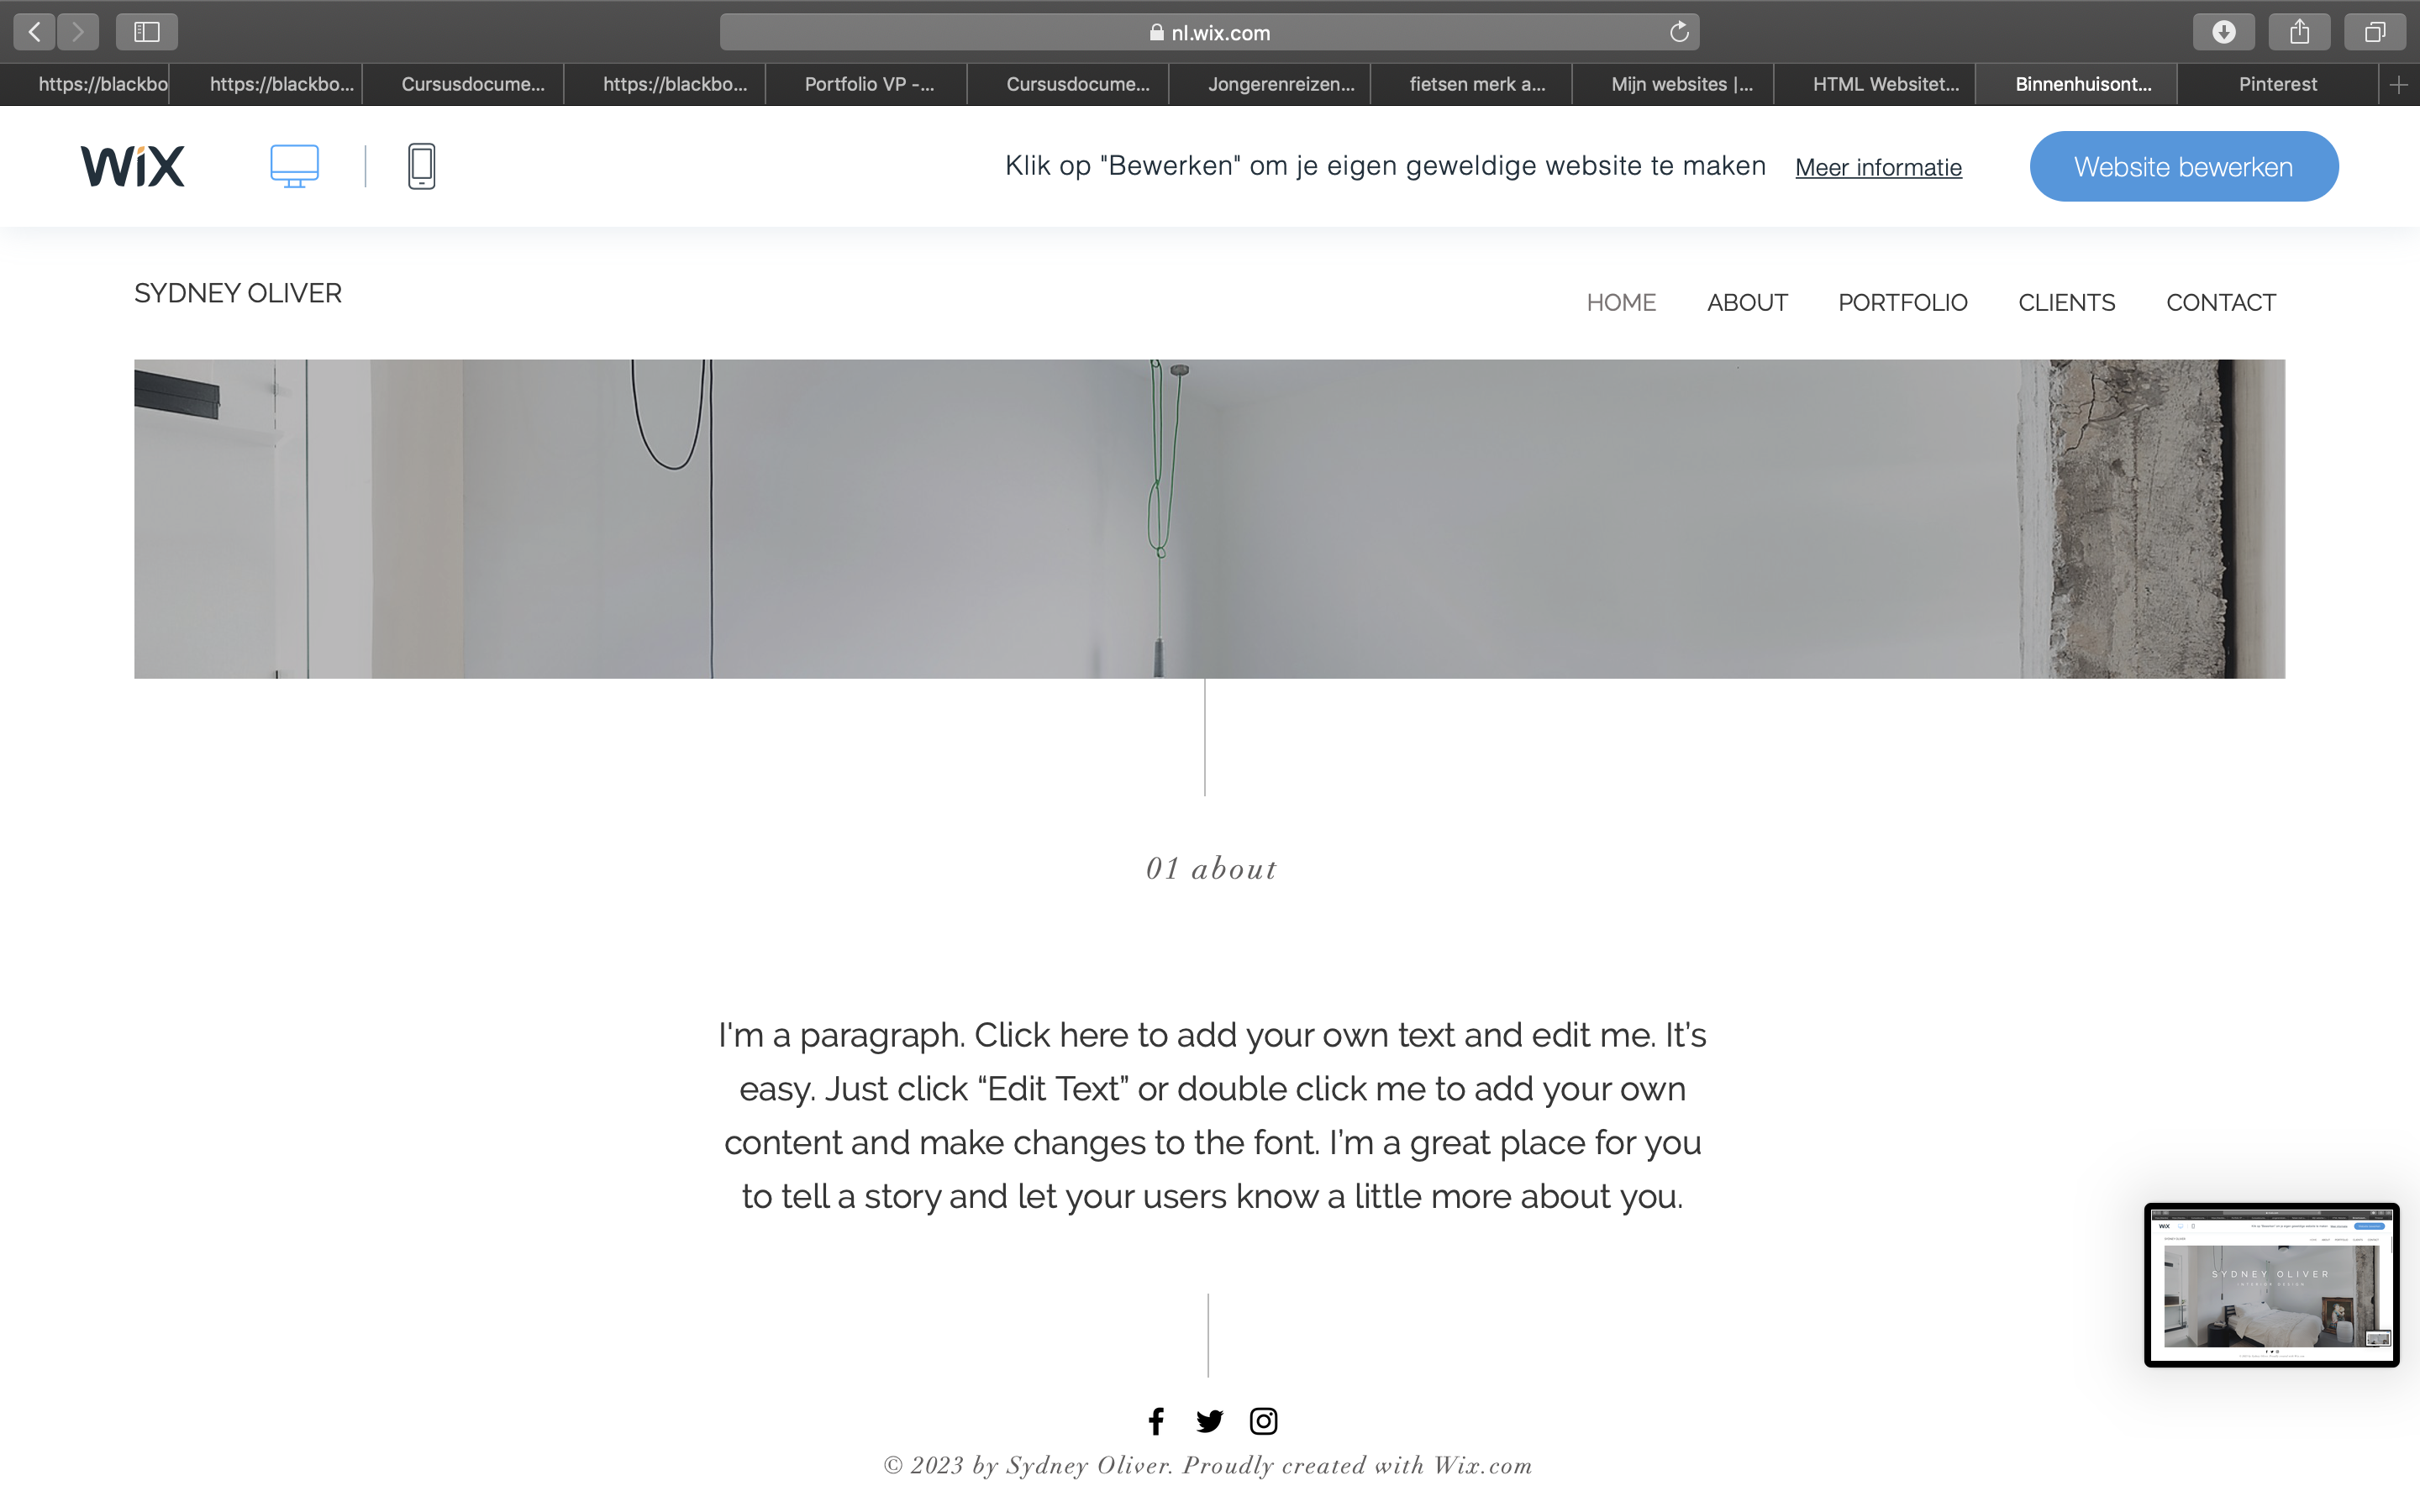 nl.wix.com
https://blackbo
https://blackbo...
Cursusdocume...
https://blackbo...
Portfolio VP -...
Cursusdocume...
Jongerenreizen...
fietsen merk a...
Mijn websites |...
HTML Websitet...
Binnenhuisont...
Pinterest
WiX
Klik op "Bewerken" om je eigen geweldige website te maken
Meer informatie
Website bewerken
SYDNEY OLIVER
HOME
ABOUT
PORTFOLIO
CLIENTS
CONTACT
01 about
I'm a paragraph. Click here to add your own text and edit me. It’s
easy. Just click “Edit Text” or double click me to add your own
content and make changes to the font. I’m a great place for you
to tell a story and let your users know a little more about you.
WiX
SYDNEY OLIVER
INTERIOR DESIGN
© 2023 by Sydney Oliver. Proudly created with Wix.com